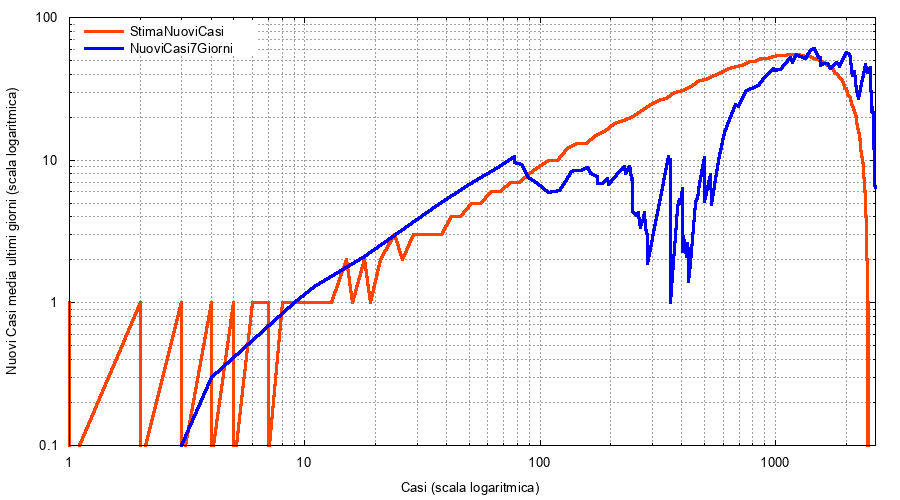 100
StimaNuoviCasi
NuoviCasi7Giorni
10
1
0.1
Nuovi Casi media ultimi giorni (scala logaritmica)
1 10 100 1000
Casi (scala logaritmica)